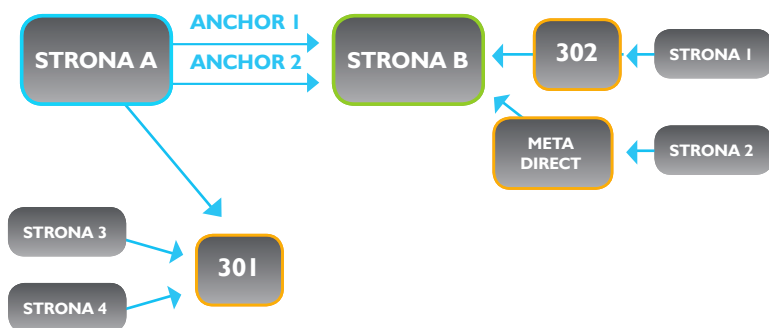 ANCHOR 1
STRONA A
ANCHOR 2
STRONA B
302
STRONA 1
META
DIRECT
STRONA 2
STRONA 3
301
STRONA 4